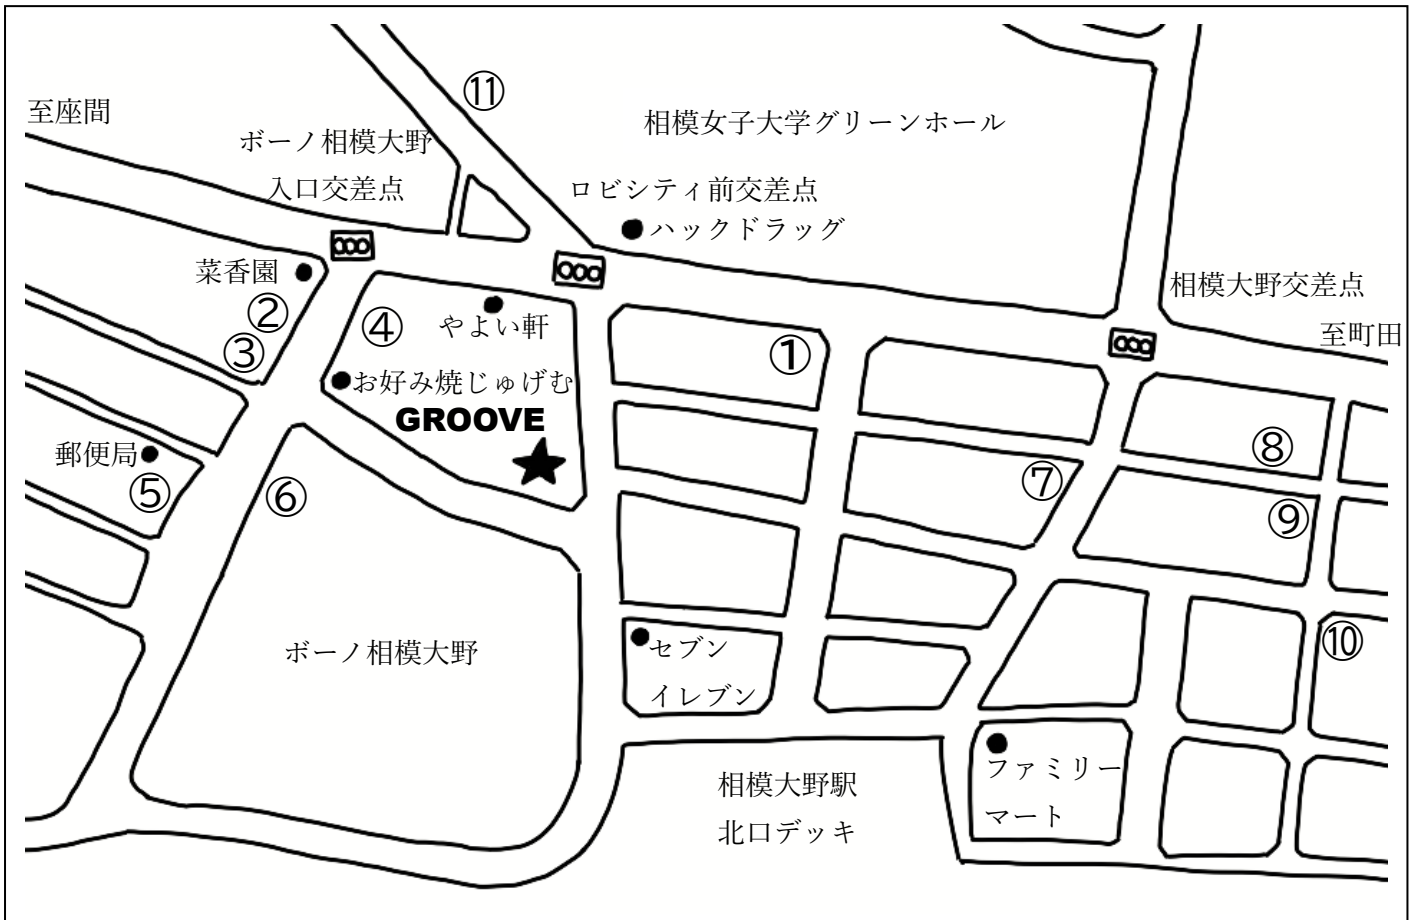 ⑪
至座間
相模女子大学グリーンホール
ボーノ相模大野
入口交差点
ロビシティ前交差点
ハックドラッグ
菜香園
相模大野交差点
②
④
やよい軒
至町田
③
①
お好み焼じゅげむ
GROOVE
郵便局
⑧
⑤
⑥
⑦
⑨
ボーノ相模大野
セブン
イレブン
⑩
相模大野駅
北口デッキ
ファミリー
マート